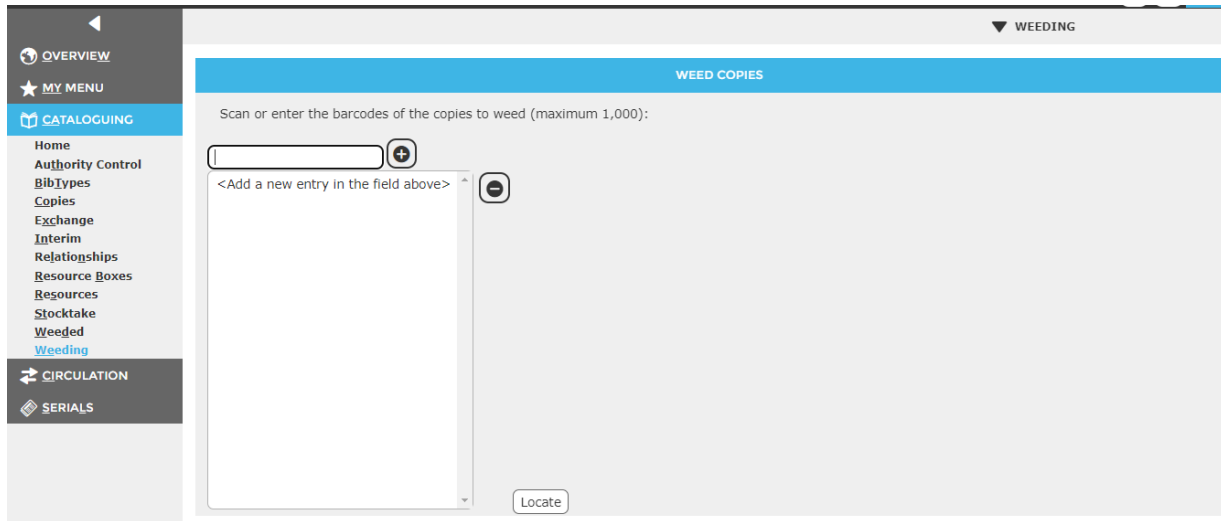 WEEDING
OVERVIEW
MY MENU
CATALOGUING
Home
Authority Control
BibTypes
Copies
Exchange
Interim
Relationships
Resource Boxes
Resources
Stocktake
Weeded
Weeding
CIRCULATION
SERIALS
WEED COPIES
Scan or enter the barcodes of the copies to weed (maximum 1,000):
<Add a new entry in the field above>
Locate